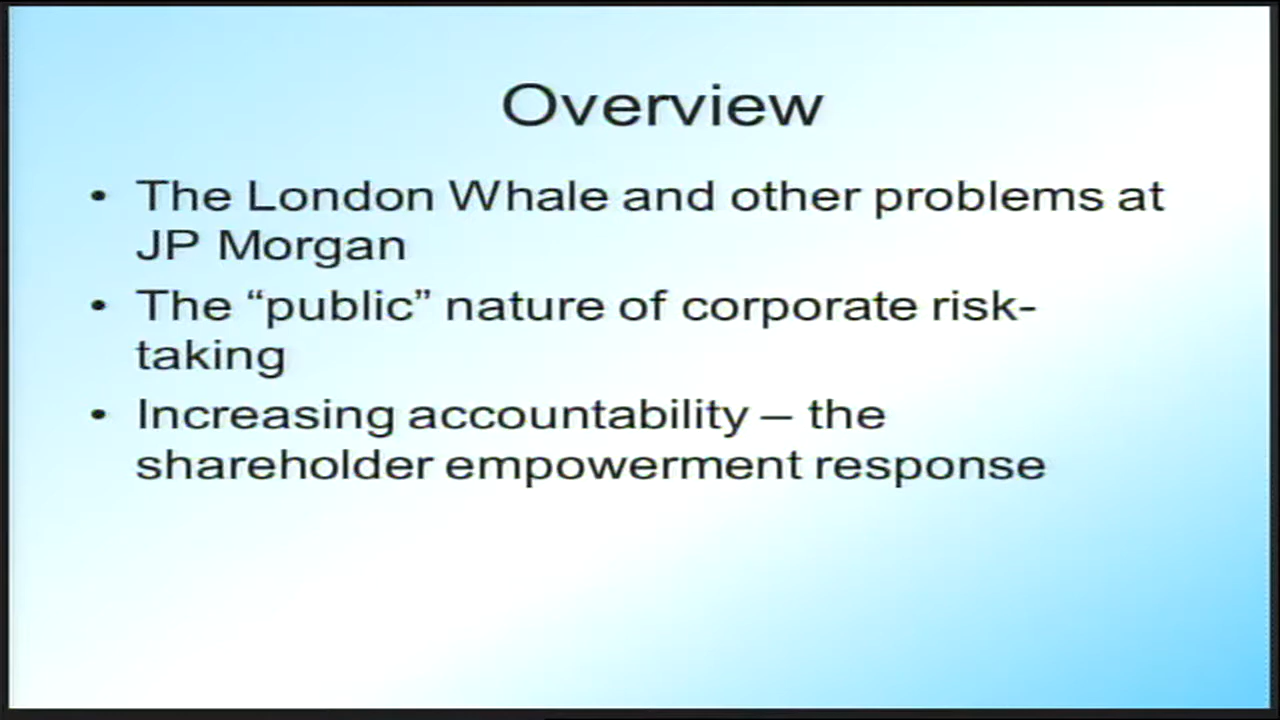 Overview
• The London Whale and other problems at
JP Morgan
• The “public” nature of corporate risk-
taking
• Increasing accountability – the
shareholder empowerment response